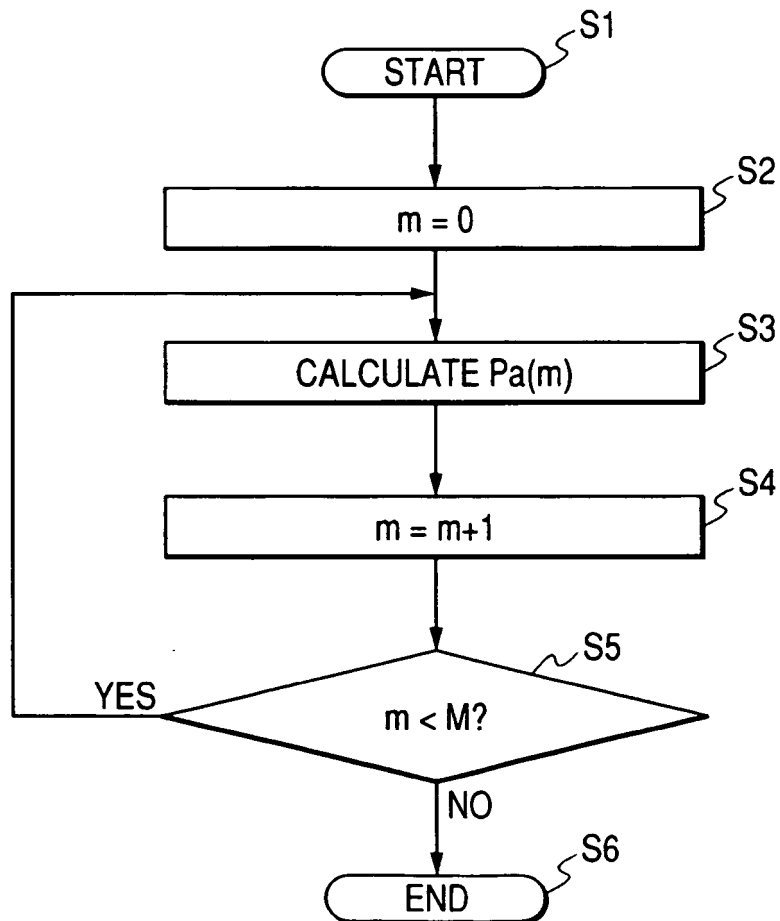 S1
START
S2
m = 0
S3
CALCULATE Pa(m)
S4
m = m+1
S5
YES
m < M?
NO
S6
END